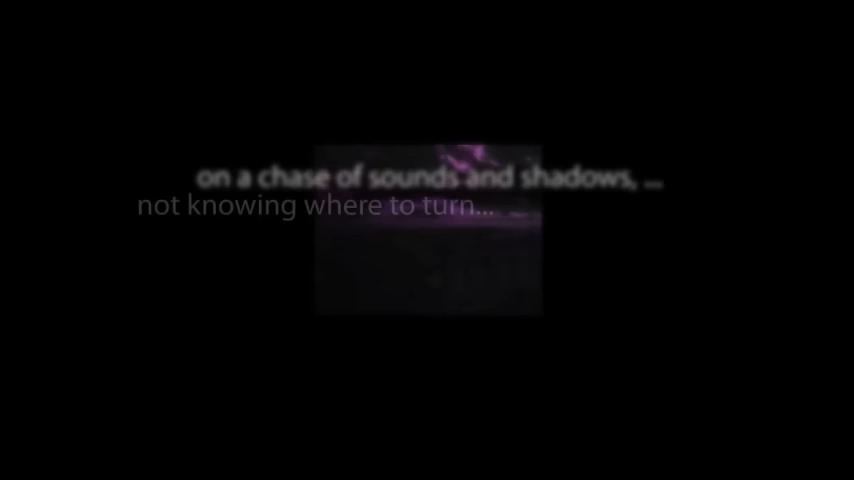 on a chase of sounds and shadows, ...
not knowing where to turn...